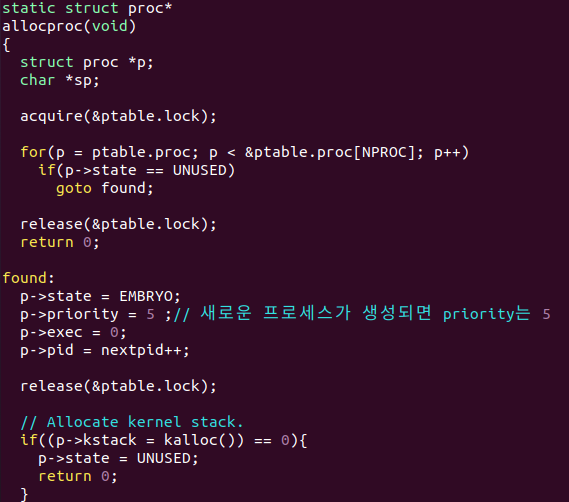 static struct proc*
allocproc(void)
{
  struct proc *p;
  char *sp;

  acquire(&ptable.lock);

  for(p = ptable.proc; p < &ptable.proc[NPROC]; p++)
    if(p->state == UNUSED)
      goto found;

  release(&ptable.lock);
  return 0;

found:
  p->state = EMBRYO;
  p->priority = 5 ;// 새로운 프로세스가 생성되면 priority는 5
  p->exec = 0;
  p->pid = nextpid++;

  release(&ptable.lock);

  // Allocate kernel stack.
  if((p->kstack = kalloc()) == 0){
    p->state = UNUSED;
    return 0;
  }